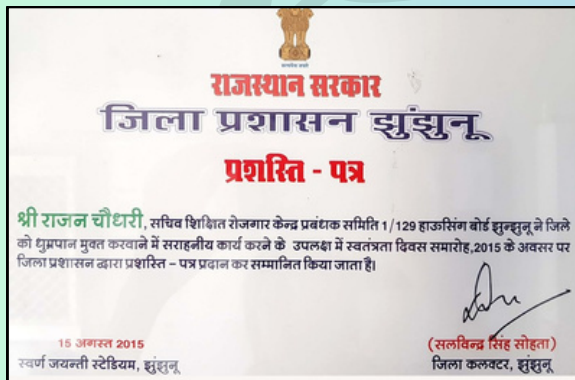 राजस्थान सरकार
जिला प्रशासन झुंझुनू
प्रशस्ति - पत्र
श्री राजन चौधरी, सचिव शिक्षित रोजगार केन्द्र प्रबंधक समिति 1/129 हाऊसिंग बोर्ड झुन्झुनू ने जिले
को धुम्रपान मुक्त करवाने में सराहनीय कार्य करने के उपलक्ष में स्वतंत्रता दिवस समारोह,2015 के अवसर पर
जिला प्रशासन द्वारा प्रशस्ति - पत्र प्रदान कर सम्मानित किया जाता है।
15 अगस्त 2015
स्वर्ण जयन्ती स्टेडियम, झुंझुनू
(सलविन्द्र सिंह सोहता)
जिला कलक्टर, झुंझुनू